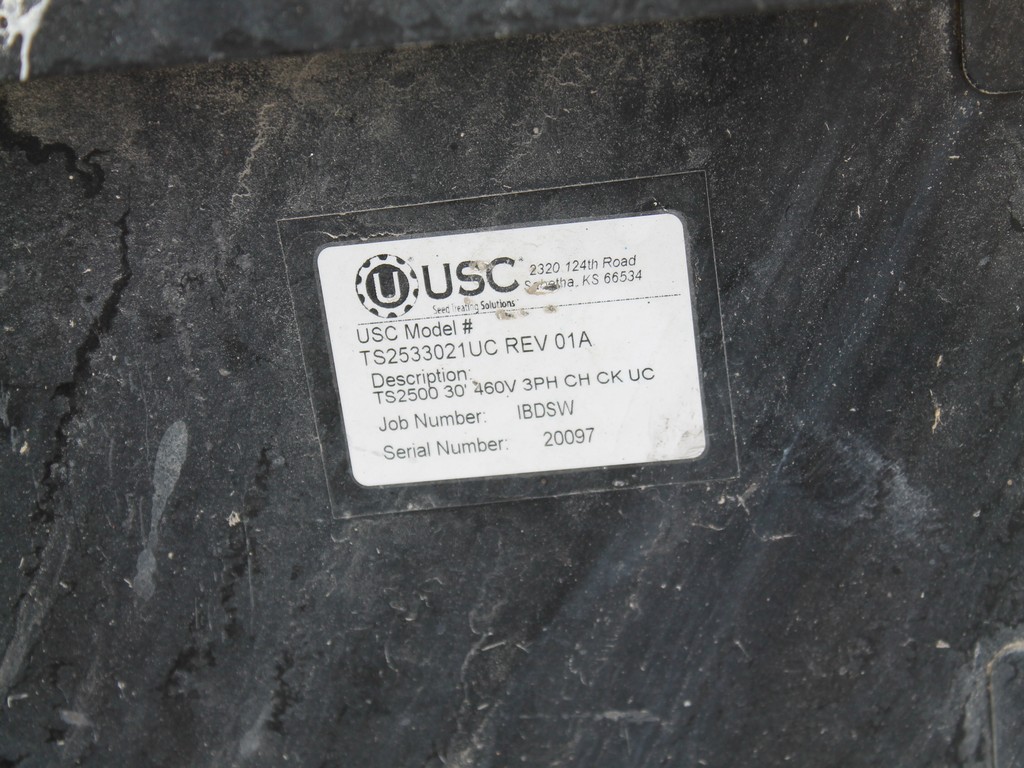 U USC 2320 124th Road
Sabetha, KS 66534
Seed Treating Solutions
USC Model #
TS2533021UC REV 01A
Description:
TS2500 30' 460V 3PH CH CK UC
Job Number: IBDSW
Serial Number: 20097